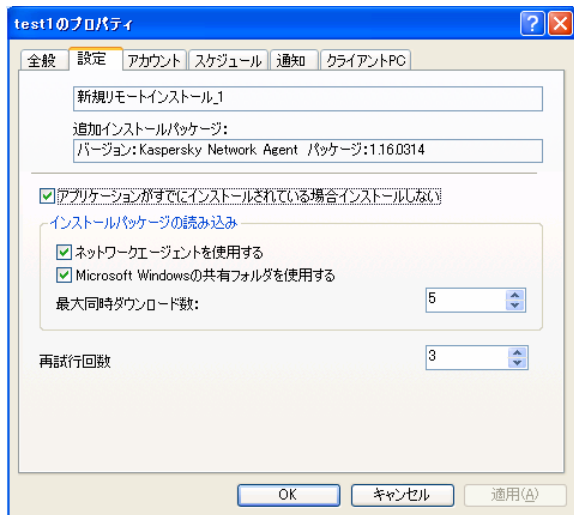 test1のプロパティ
全般 設定 アカウント スケジュール 通知 クライアントPC
新規リモートインストール_1
追加インストールパッケージ:
バージョン:Kaspersky Network Agent パッケージ:1.16.0314
アプリケーションがすでにインストールされている場合インストールしない
インストールパッケージの読み込み
ネットワークエージェントを使用する
Microsoft Windowsの共有フォルダを使用する
最大同時ダウンロード数: 5
再試行回数 3
OK キャンセル 適用(A)